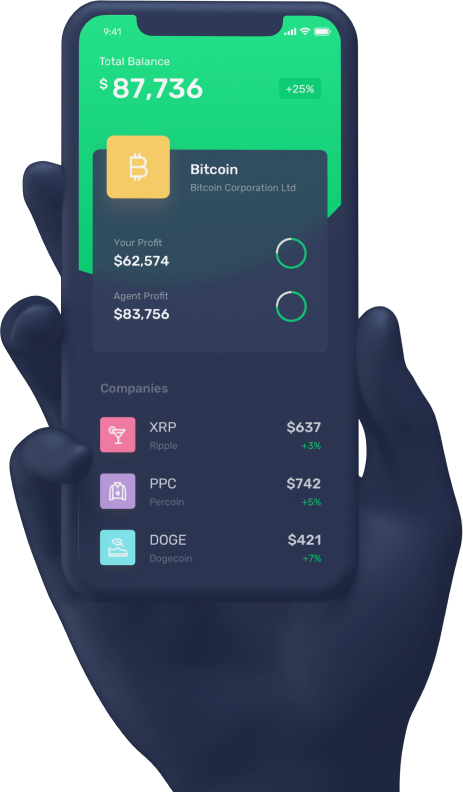 9:41
Total Balance
$ 87,736
+25%
Bitcoin
Bitcoin Corporation Ltd
Your Profit
$62,574
Agent Profit
$83,756
Companies
XRP $637
Ripple +3%
PPC $742
Percoin +5%
DOGE $421
Dogecoin +7%